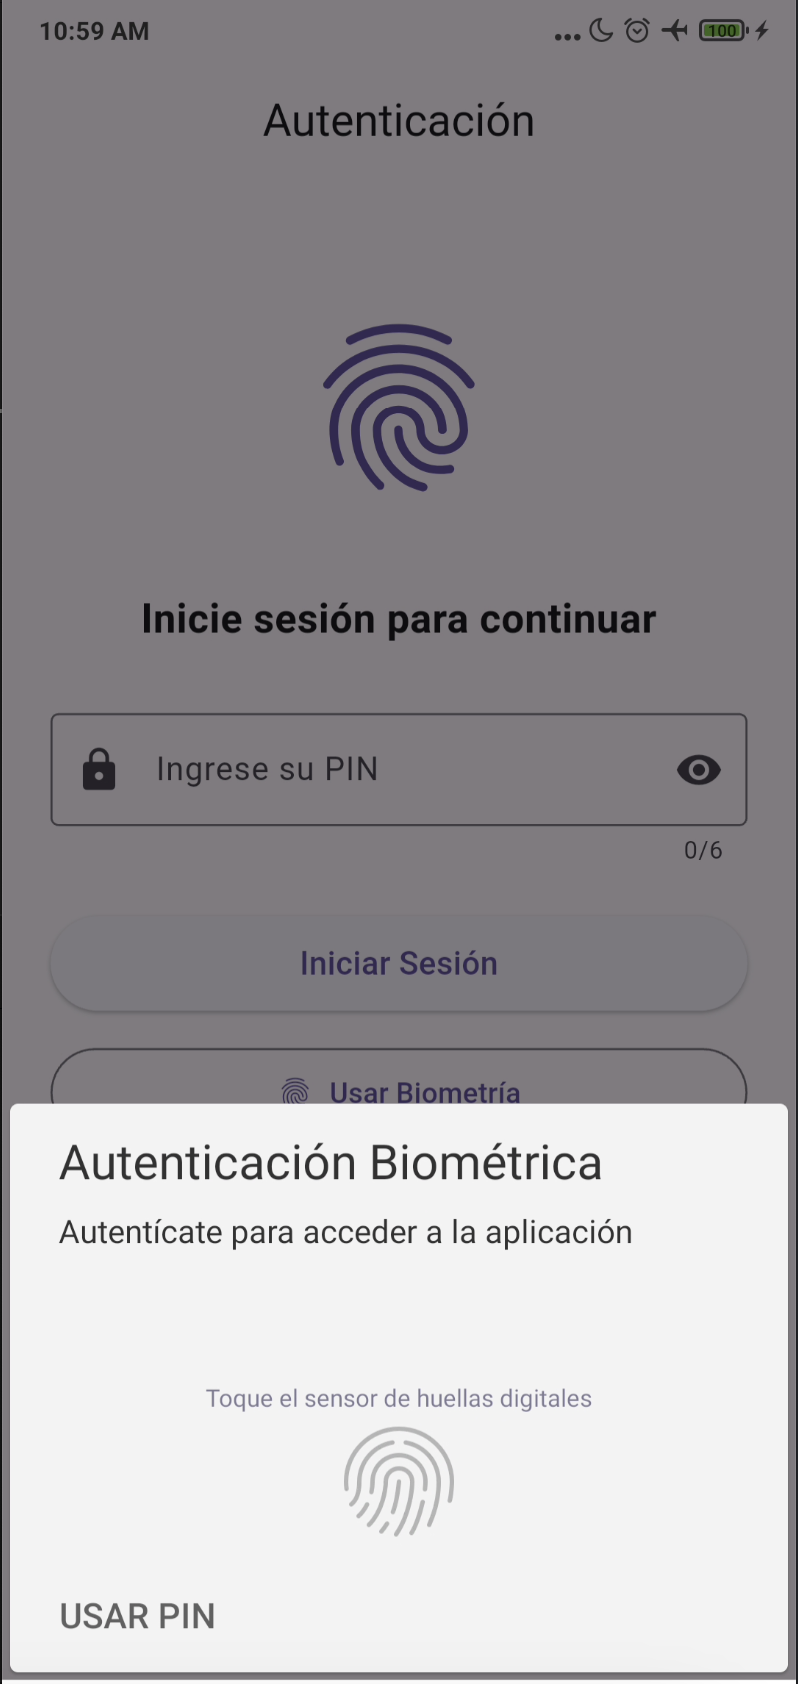 10:59 AM
100
Autenticación
Inicie sesión para continuar
Ingrese su PIN
0/6
Iniciar Sesión
Usar Biometría
Autenticación Biométrica
Autentícate para acceder a la aplicación
Toque el sensor de huellas digitales
USAR PIN